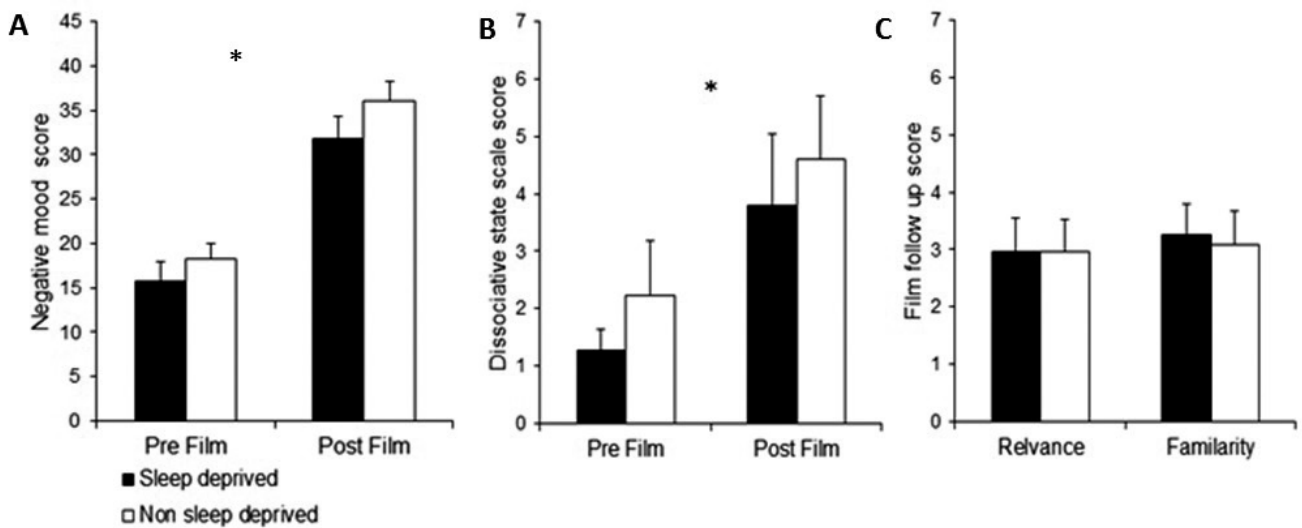 A
Negative mood score
45
40
35
30
25
20
15
10
5
0
*
Pre Film
Post Film
Sleep deprived
Non sleep deprived
B
Dissociative state scale score
7
6
5
4
3
2
1
0
*
Pre Film
Post Film
C
Film follow up score
7
6
5
4
3
2
1
0
Relvance
Familarity